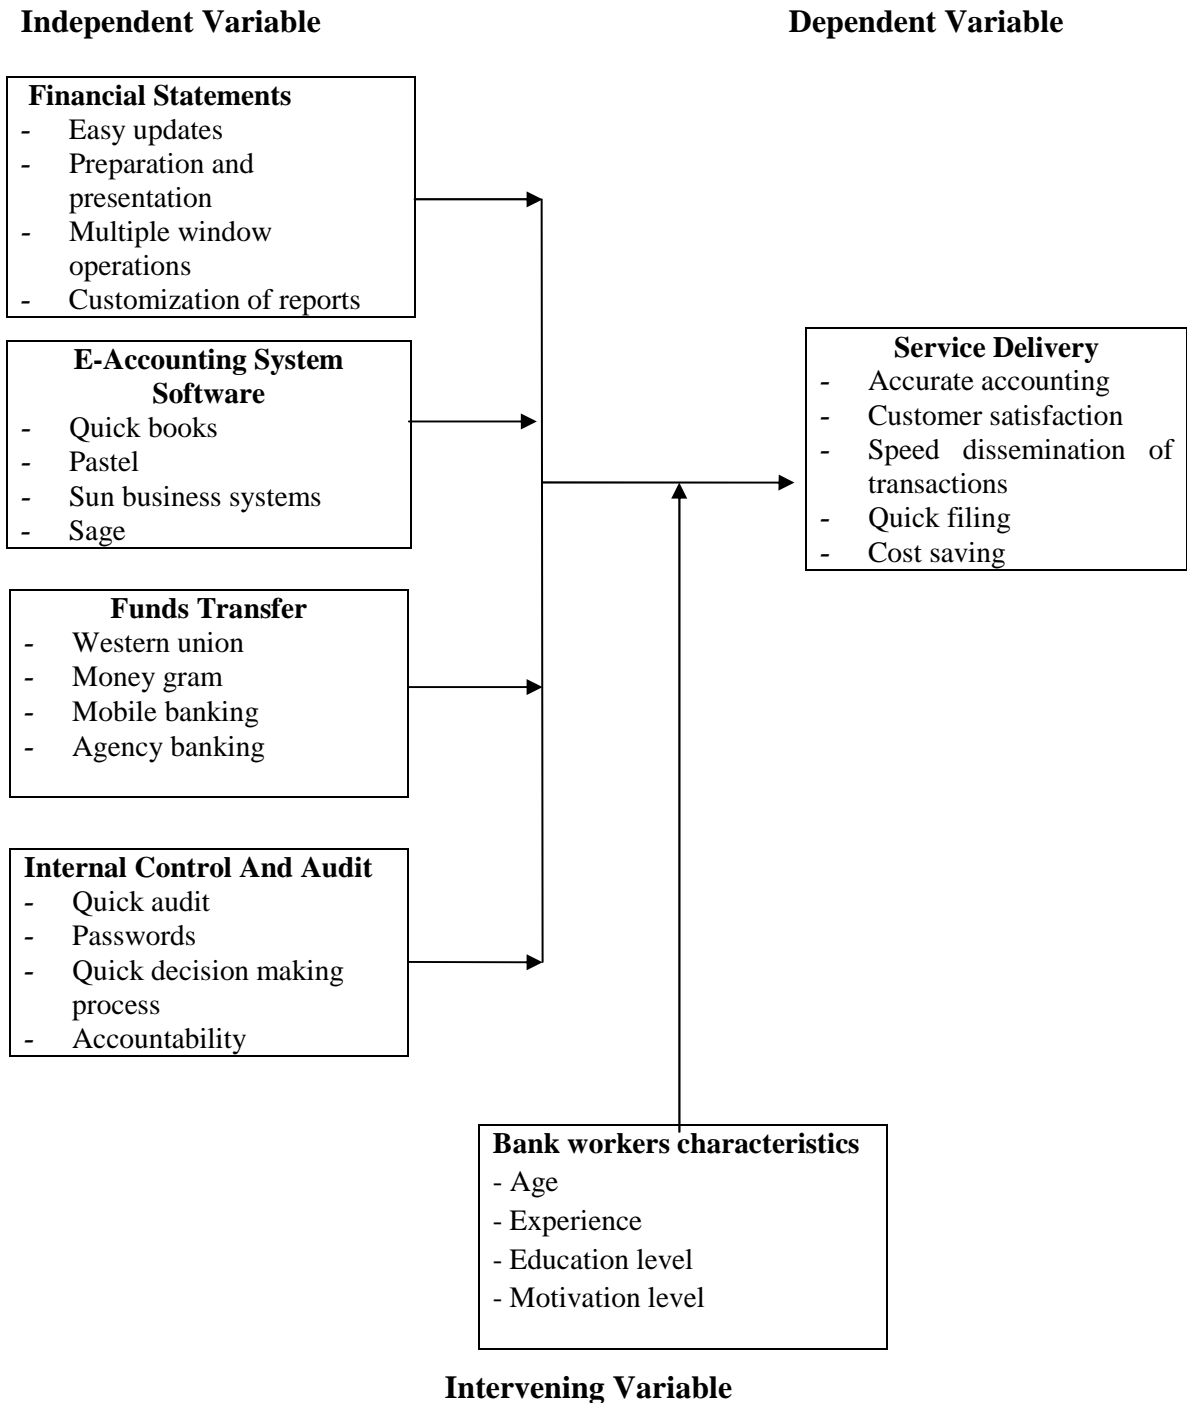 Independent Variable
Dependent Variable
Financial Statements
- Easy updates
- Preparation and
presentation
- Multiple window
operations
- Customization of reports
E-Accounting System
Software
- Quick books
- Pastel
- Sun business systems
- Sage
Funds Transfer
- Western union
- Money gram
- Mobile banking
- Agency banking
Internal Control And Audit
- Quick audit
- Passwords
- Quick decision making
process
- Accountability
Service Delivery
- Accurate accounting
- Customer satisfaction
- Speed dissemination of
transactions
- Quick filing
- Cost saving
Bank workers characteristics
- Age
- Experience
- Education level
- Motivation level
Intervening Variable